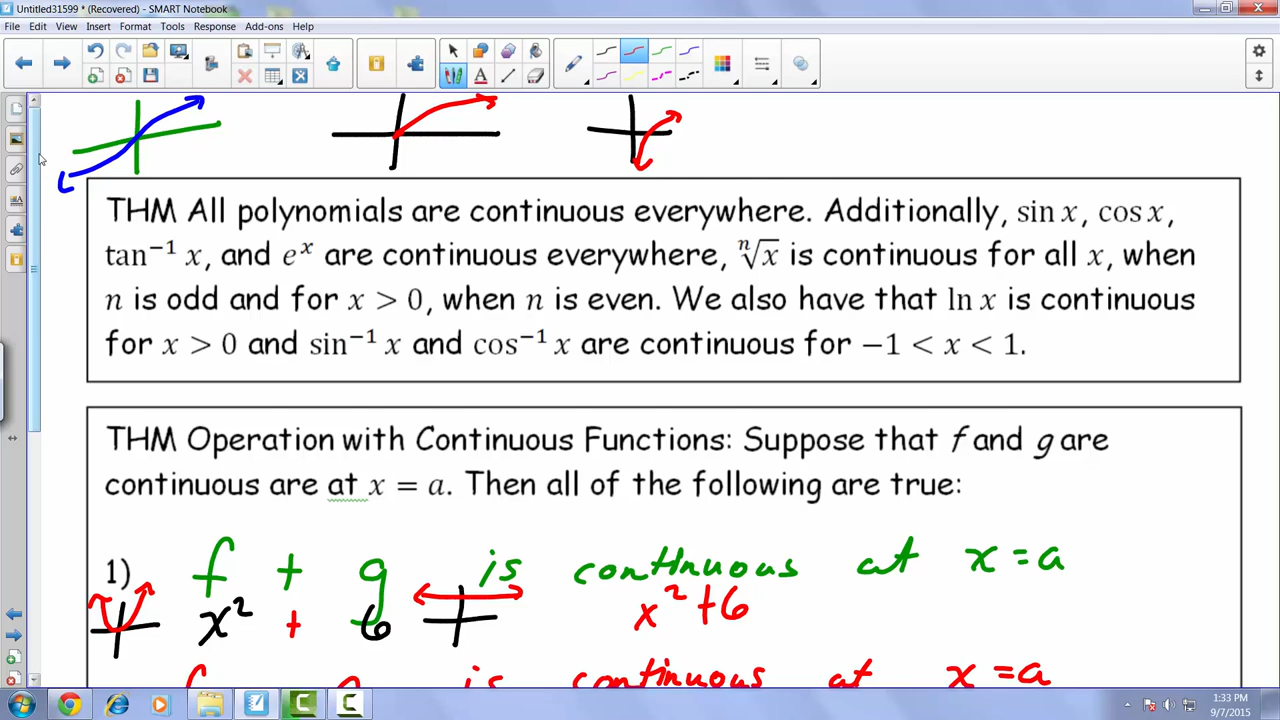 Untitled31599 * (Recovered) - SMART Notebook
File Edit View Insert Format Tools Response Add-ons Help
THM All polynomials are continuous everywhere. Additionally, sin x, cos x,
tan⁻¹ x, and eˣ are continuous everywhere, ⁿ√x is continuous for all x, when
n is odd and for x > 0, when n is even. We also have that ln x is continuous
for x > 0 and sin⁻¹ x and cos⁻¹ x are continuous for −1 < x < 1.
THM Operation with Continuous Functions: Suppose that f and g are
continuous are at x = a. Then all of the following are true:
1) f + g is continuous at x = a
x² + 6 x² + 6
is continuous at x = a
1:33 PM
9/7/2015